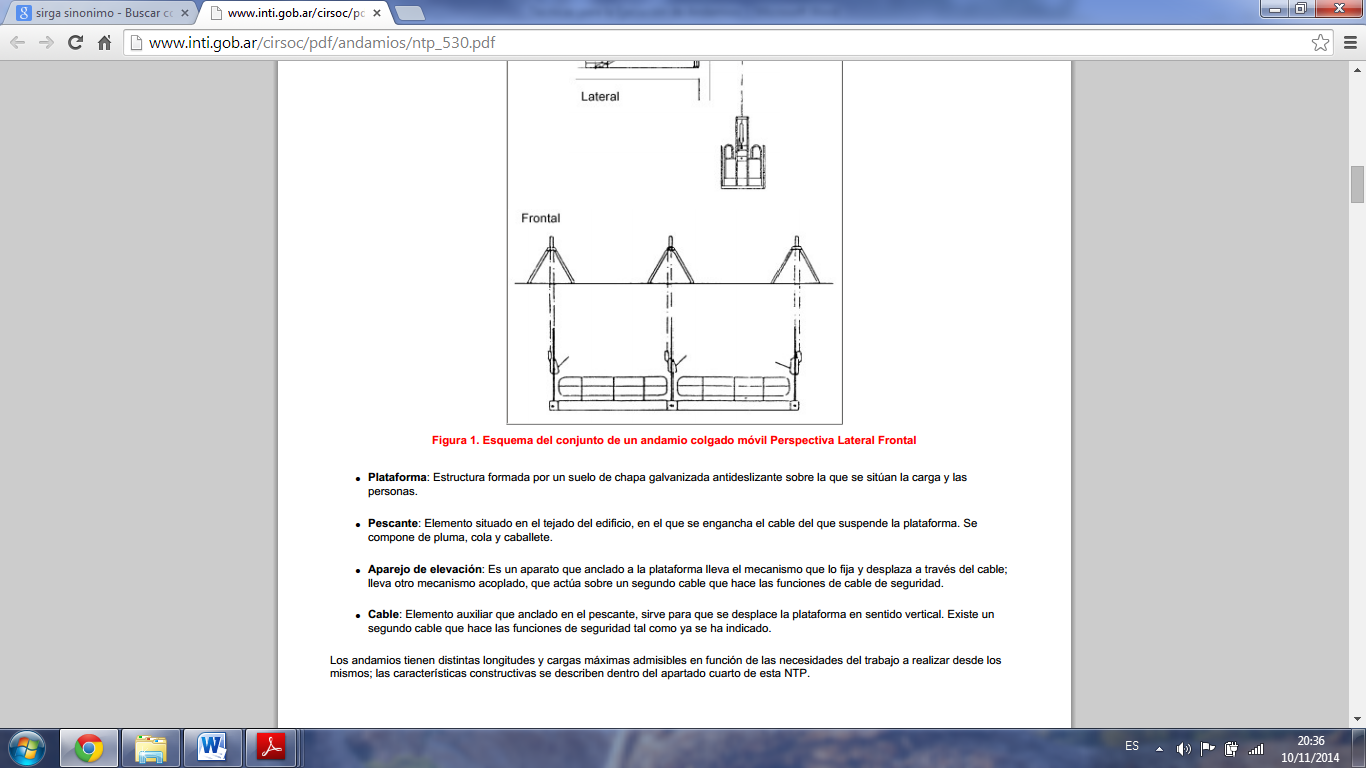 sirga sinonimo - Buscar co
www.inti.gob.ar/cirsoc/pd
www.inti.gob.ar/cirsoc/pdf/andamios/ntp_530.pdf
Lateral
Frontal
Figura 1. Esquema del conjunto de un andamio colgado móvil Perspectiva Lateral Frontal
• Plataforma: Estructura formada por un suelo de chapa galvanizada antideslizante sobre la que se sitúan la carga y las
personas.
• Pescante: Elemento situado en el tejado del edificio, en el que se engancha el cable del que suspende la plataforma. Se
compone de pluma, cola y caballete.
• Aparejo de elevación: Es un aparato que anclado a la plataforma lleva el mecanismo que lo fija y desplaza a través del cable;
lleva otro mecanismo acoplado, que actúa sobre un segundo cable que hace las funciones de cable de seguridad.
• Cable: Elemento auxiliar que anclado en el pescante, sirve para que se desplace la plataforma en sentido vertical. Existe un
segundo cable que hace las funciones de seguridad tal como ya se ha indicado.
Los andamios tienen distintas longitudes y cargas máximas admisibles en función de las necesidades del trabajo a realizar desde los
mismos; las características constructivas se describen dentro del apartado cuarto de esta NTP.
ES
20:36
10/11/2014